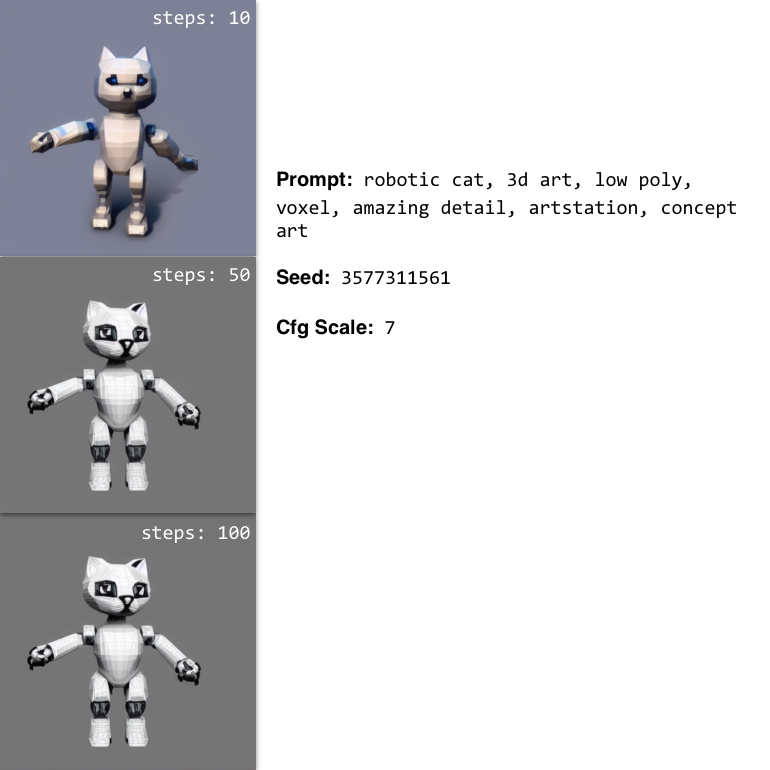 steps: 10
Prompt: robotic cat, 3d art, low poly,
voxel, amazing detail, artstation, concept
art
steps: 50
Seed: 3577311561
Cfg Scale: 7
steps: 100